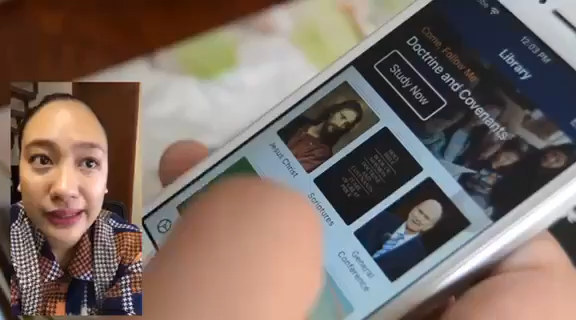 12:03 PM
Library
Come, Follow Me
Doctrine and Covenants
Study Now
Jesus Christ
Scriptures
General
Conference